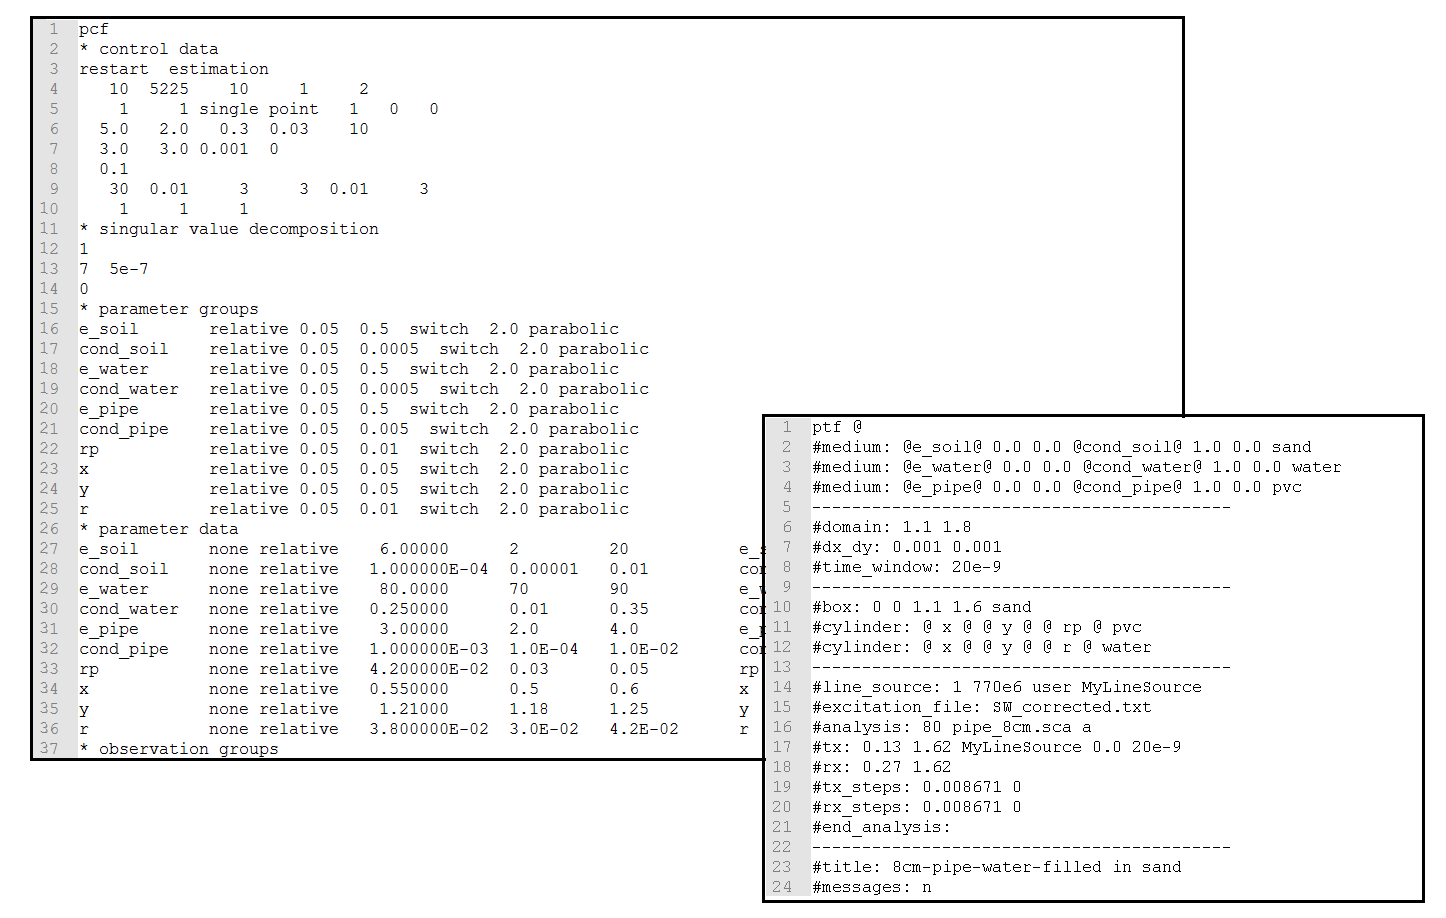 1 pcf
2 * control data
3 restart estimation
4 10 5225 10 1 2
5 1 1 single point 1 0 0
6 5.0 2.0 0.3 0.03 10
7 3.0 3.0 0.001 0
8 0.1
9 30 0.01 3 3 0.01 3
10 1 1 1
11 * singular value decomposition
12 1
13 7 5e-7
14 0
15 * parameter groups
16 e_soil relative 0.05 0.5 switch 2.0 parabolic
17 cond_soil relative 0.05 0.0005 switch 2.0 parabolic
18 e_water relative 0.05 0.5 switch 2.0 parabolic
19 cond_water relative 0.05 0.0005 switch 2.0 parabolic
20 e_pipe relative 0.05 0.5 switch 2.0 parabolic
21 cond_pipe relative 0.05 0.005 switch 2.0 parabolic
22 rp relative 0.05 0.01 switch 2.0 parabolic
23 x relative 0.05 0.05 switch 2.0 parabolic
24 y relative 0.05 0.05 switch 2.0 parabolic
25 r relative 0.05 0.01 switch 2.0 parabolic
26 * parameter data
27 e_soil none relative 6.00000 2 20 e_s
28 cond_soil none relative 1.000000E-04 0.00001 0.01 con
29 e_water none relative 80.0000 70 90 e_w
30 cond_water none relative 0.250000 0.01 0.35 con
31 e_pipe none relative 3.00000 2.0 4.0 e_p
32 cond_pipe none relative 1.000000E-03 1.0E-04 1.0E-02 con
33 rp none relative 4.200000E-02 0.03 0.05 rp
34 x none relative 0.550000 0.5 0.6 x
35 y none relative 1.21000 1.18 1.25 y
36 r none relative 3.800000E-02 3.0E-02 4.2E-02 r
37 * observation groups
1 ptf @
2 #medium: @e_soil@ 0.0 0.0 @cond_soil@ 1.0 0.0 sand
3 #medium: @e_water@ 0.0 0.0 @cond_water@ 1.0 0.0 water
4 #medium: @e_pipe@ 0.0 0.0 @cond_pipe@ 1.0 0.0 pvc
5 ------------------------------------------
6 #domain: 1.1 1.8
7 #dx_dy: 0.001 0.001
8 #time_window: 20e-9
9 ------------------------------------------
10 #box: 0 0 1.1 1.6 sand
11 #cylinder: @ x @ @ y @ @ rp @ pvc
12 #cylinder: @ x @ @ y @ @ r @ water
13 ------------------------------------------
14 #line_source: 1 770e6 user MyLineSource
15 #excitation_file: SW_corrected.txt
16 #analysis: 80 pipe_8cm.sca a
17 #tx: 0.13 1.62 MyLineSource 0.0 20e-9
18 #rx: 0.27 1.62
19 #tx_steps: 0.008671 0
20 #rx_steps: 0.008671 0
21 #end_analysis:
22 ------------------------------------------
23 #title: 8cm-pipe-water-filled in sand
24 #messages: n